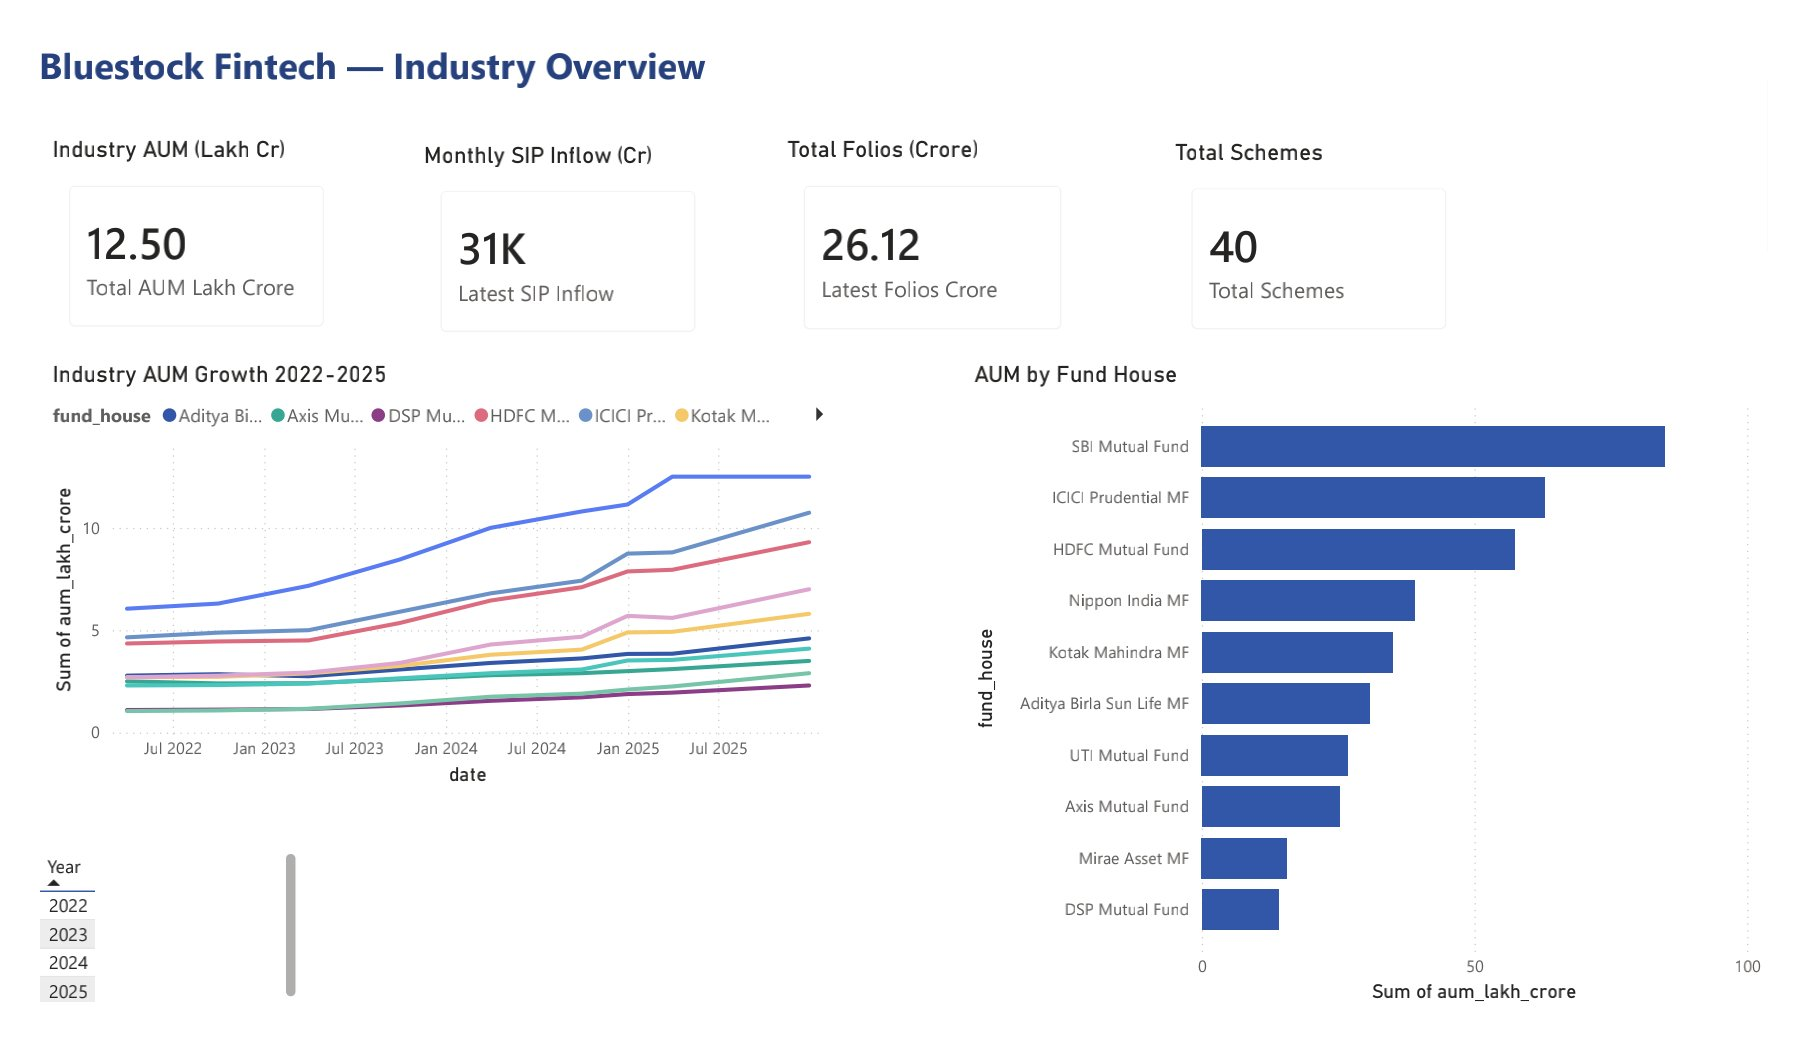 Bluestock Fintech — Industry Overview
Industry AUM (Lakh Cr)
12.50
Total AUM Lakh Crore
Monthly SIP Inflow (Cr)
31K
Latest SIP Inflow
Total Folios (Crore)
26.12
Latest Folios Crore
Total Schemes
40
Total Schemes
Industry AUM Growth 2022-2025
fund_house Aditya Bi... Axis Mu... DSP Mu... HDFC M... ICICI Pr... Kotak M...
Sum of aum_lakh_crore
10
5
0
Jul 2022 Jan 2023 Jul 2023 Jan 2024 Jul 2024 Jan 2025 Jul 2025
date
AUM by Fund House
fund_house
SBI Mutual Fund
ICICI Prudential MF
HDFC Mutual Fund
Nippon India MF
Kotak Mahindra MF
Aditya Birla Sun Life MF
UTI Mutual Fund
Axis Mutual Fund
Mirae Asset MF
DSP Mutual Fund
0 50 100
Sum of aum_lakh_crore
Year
2022
2023
2024
2025